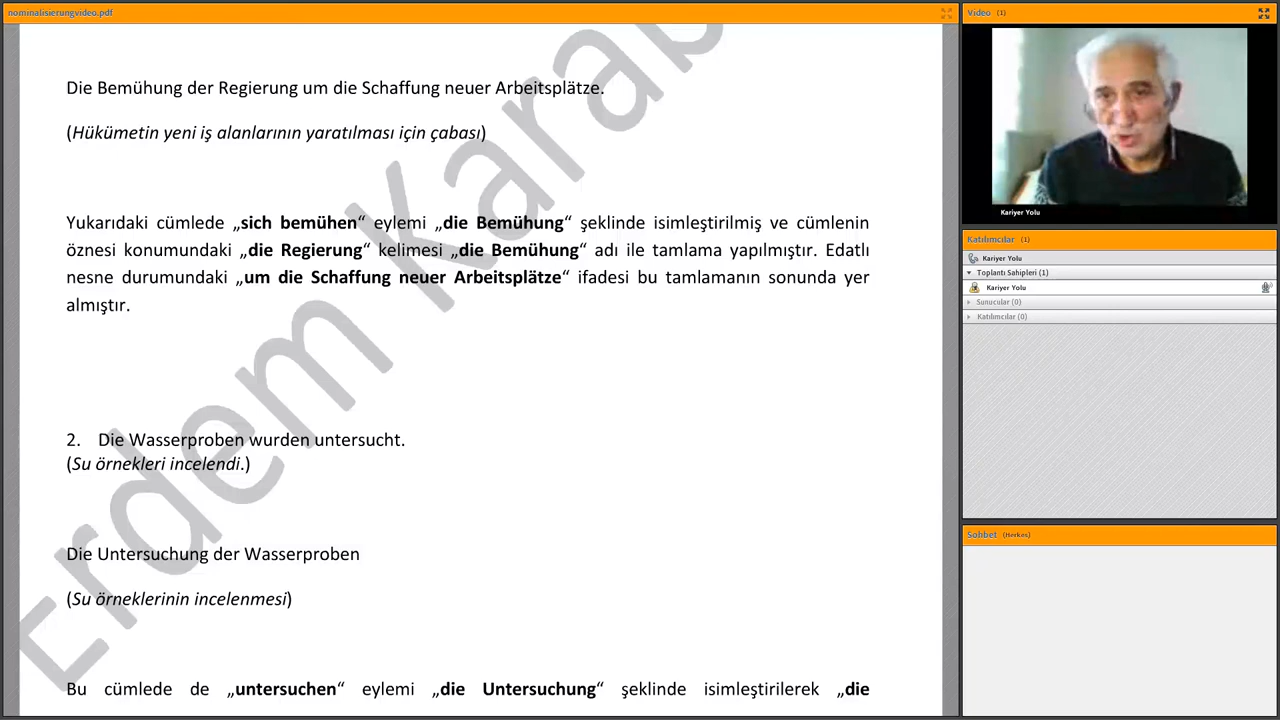 nominalisierungvideo.pdf
Die Bemühung der Regierung um die Schaffung neuer Arbeitsplätze.
(Hükümetin yeni iş alanlarının yaratılması için çabası)
Yukarıdaki cümlede „sich bemühen“ eylemi „die Bemühung“ şeklinde isimleştirilmiş ve cümlenin
öznesi konumundaki „die Regierung“ kelimesi „die Bemühung“ adı ile tamlama yapılmıştır. Edatlı
nesne durumundaki „um die Schaffung neuer Arbeitsplätze“ ifadesi bu tamlamanın sonunda yer
almıştır.
2. Die Wasserproben wurden untersucht.
(Su örnekleri incelendi.)
Die Untersuchung der Wasserproben
(Su örneklerinin incelenmesi)
Bu cümlede de „untersuchen“ eylemi „die Untersuchung“ şeklinde isimleştirilerek „die
Erdem Karab
Video (1)
Kariyer Yolu
Katılımcılar (1)
Kariyer Yolu
Toplantı Sahipleri (1)
Kariyer Yolu
Sunucular (0)
Katılımcılar (0)
Sohbet (Herkes)